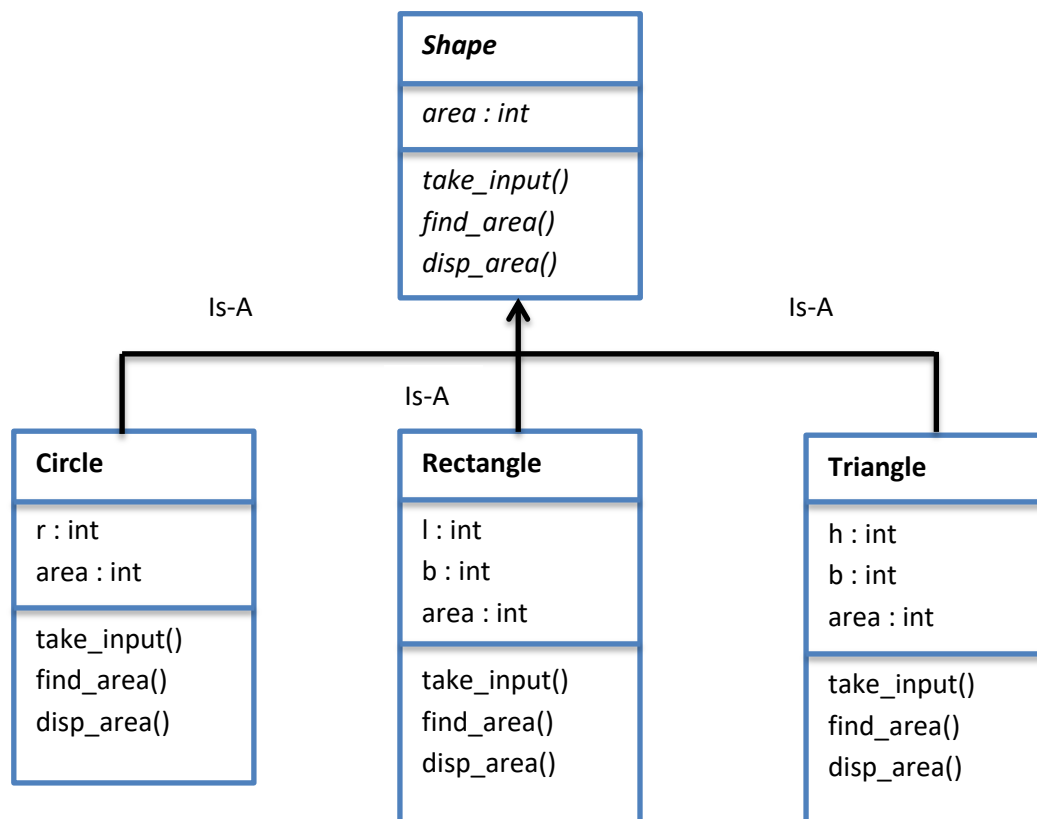 Shape
area : int
take_input()
find_area()
disp_area()
Is-A
Is-A
Is-A
Circle
r : int
area : int
take_input()
find_area()
disp_area()
Rectangle
l : int
b : int
area : int
take_input()
find_area()
disp_area()
Triangle
h : int
b : int
area : int
take_input()
find_area()
disp_area()